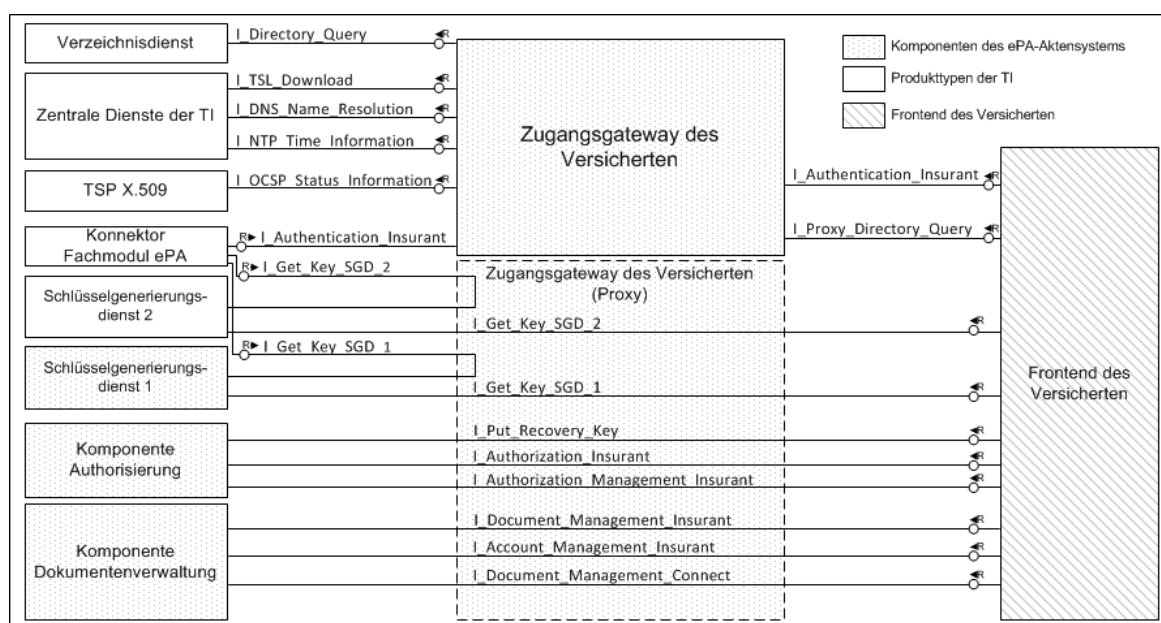 Verzeichnisdienst
I_Directory_Query
R
Zentrale Dienste der TI
I_TSL_Download
R
I_DNS_Name_Resolution
R
I_NTP_Time_Information
R
TSP X.509
I_OCSP_Status_Information
R
Konnektor
Fachmodul ePA
R
I_Authentication_Insurant
R
I_Get_Key_SGD_2
Schlüsselgenerierungs-
dienst 2
R
I_Get_Key_SGD_1
Schlüsselgenerierungs-
dienst 1
Komponente
Authorisierung
Komponente
Dokumentenverwaltung
Zugangsgateway des
Versicherten
Zugangsgateway des Versicherten
(Proxy)
I_Get_Key_SGD_2
R
I_Get_Key_SGD_1
R
I_Put_Recovery_Key
R
I_Authorization_Insurant
R
I_Authorization_Management_Insurant
R
I_Document_Management_Insurant
R
I_Account_Management_Insurant
R
I_Document_Management_Connect
R
I_Authentication_Insurant
R
I_Proxy_Directory_Query
R
Komponenten des ePA-Aktensystems
Produkttypen der TI
Frontend des Versicherten
Frontend des
Versicherten